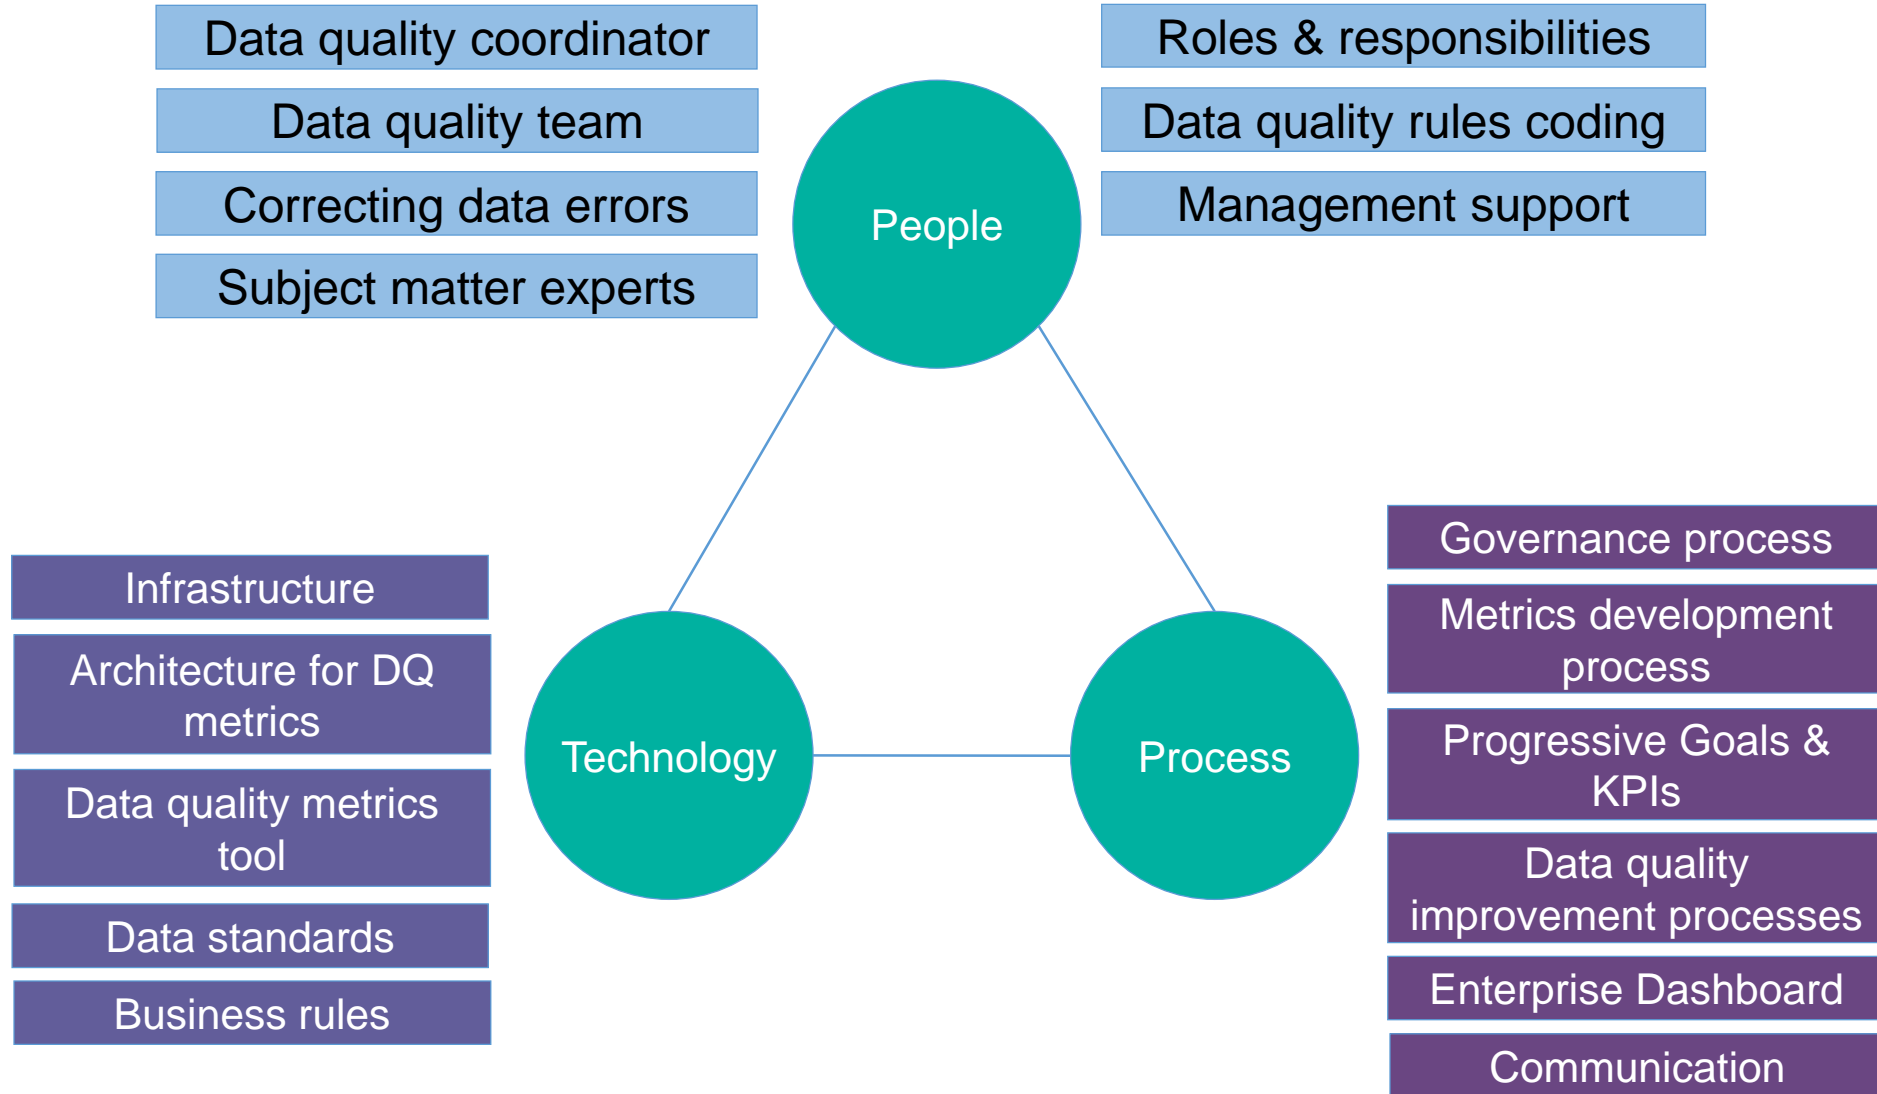 Data quality coordinator
Data quality team
Correcting data errors
Subject matter experts
Roles & responsibilities
Data quality rules coding
Management support
People
Infrastructure
Architecture for DQ
metrics
Data quality metrics
tool
Data standards
Business rules
Technology
Process
Governance process
Metrics development
process
Progressive Goals &
KPIs
Data quality
improvement processes
Enterprise Dashboard
Communication